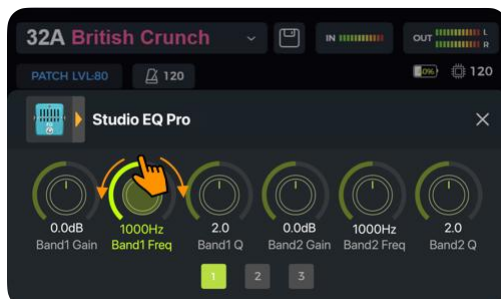 32A British Crunch
IN
OUT
L
R
PATCH LVL:80
120
0%
120
Studio EQ Pro
0.0dB
1000Hz
2.0
0.0dB
1000Hz
2.0
Band1 Gain
Band1 Freq
Band1 Q
Band2 Gain
Band2 Freq
Band2 Q
1
2
3